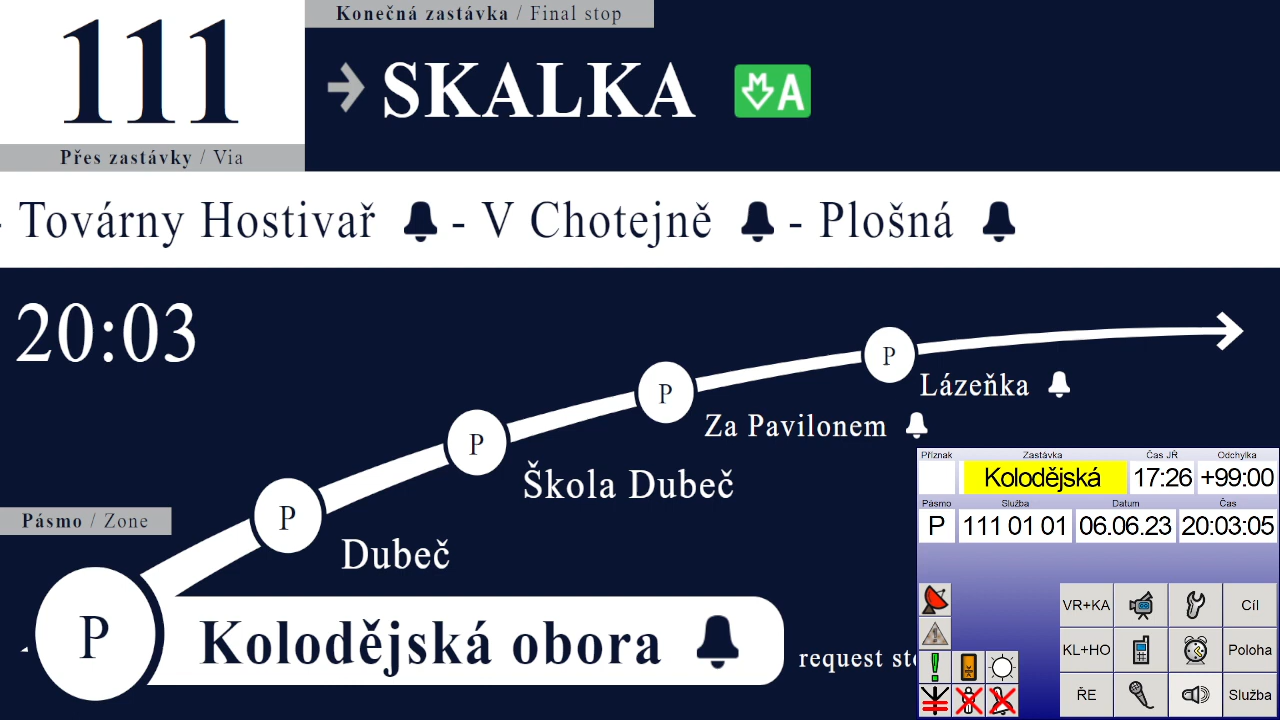 111
Konečná zastávka / Final stop
SKALKA A
Přes zastávky / Via
- Továrny Hostivař - V Chotejně - Plošná
20:03
P
Lázeňka
P
Za Pavilonem
P
Škola Dubeč
P
Dubeč
Pásmo / Zone
P
Kolodějská obora
request sto
Příznak Zastávka Čas JŘ Odchylka
Kolodějská 17:26 +99:00
Pásmo Služba Datum Čas
P 111 01 01 06.06.23 20:03:05
VR+KA Cíl
KL+HO Poloha
ŘE Služba